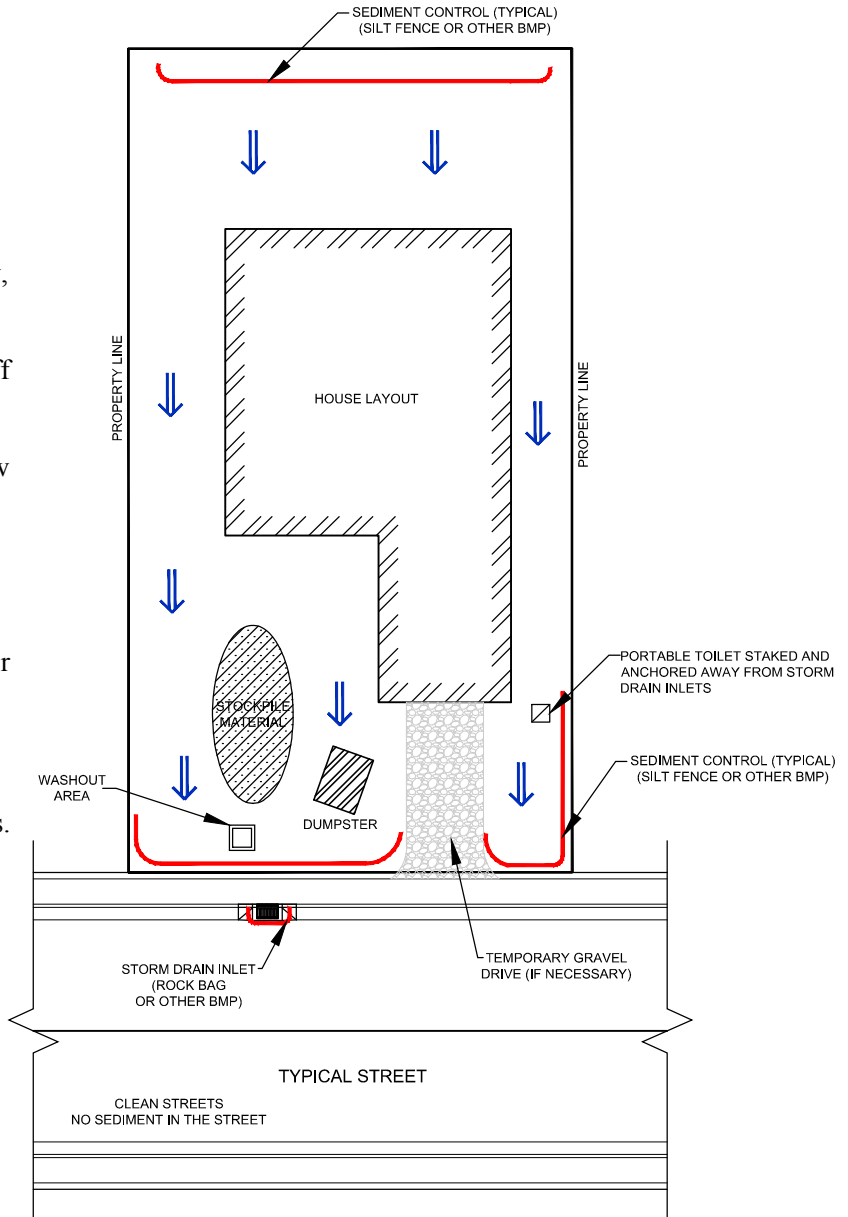 SEDIMENT CONTROL (TYPICAL)
(SILT FENCE OR OTHER BMP)
PROPERTY LINE
HOUSE LAYOUT
PROPERTY LINE
PORTABLE TOILET STAKED AND
ANCHORED AWAY FROM STORM
DRAIN INLETS
STOCKPILE
MATERIAL
SEDIMENT CONTROL (TYPICAL)
(SILT FENCE OR OTHER BMP)
WASHOUT
AREA
DUMPSTER
STORM DRAIN INLET
(ROCK BAG
OR OTHER BMP)
TEMPORARY GRAVEL
DRIVE (IF NECESSARY)
TYPICAL STREET
CLEAN STREETS
NO SEDIMENT IN THE STREET